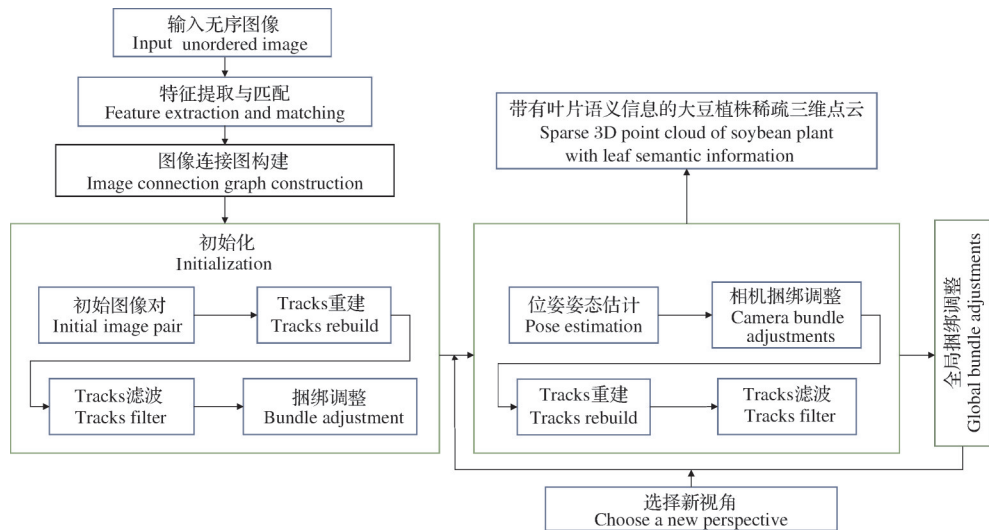 输入无序图像
Input unordered image
特征提取与匹配
Feature extraction and matching
图像连接图构建
Image connection graph construction
初始化
Initialization
初始图像对
Initial image pair
Tracks重建
Tracks rebuild
Tracks滤波
Tracks filter
捆绑调整
Bundle adjustment
带有叶片语义信息的大豆植株稀疏三维点云
Sparse 3D point cloud of soybean plant
with leaf semantic information
位姿姿态估计
Pose estimation
相机捆绑调整
Camera bundle
adjustments
Tracks重建
Tracks rebuild
Tracks滤波
Tracks filter
全局捆绑调整
Global bundle adjustments
选择新视角
Choose a new perspective